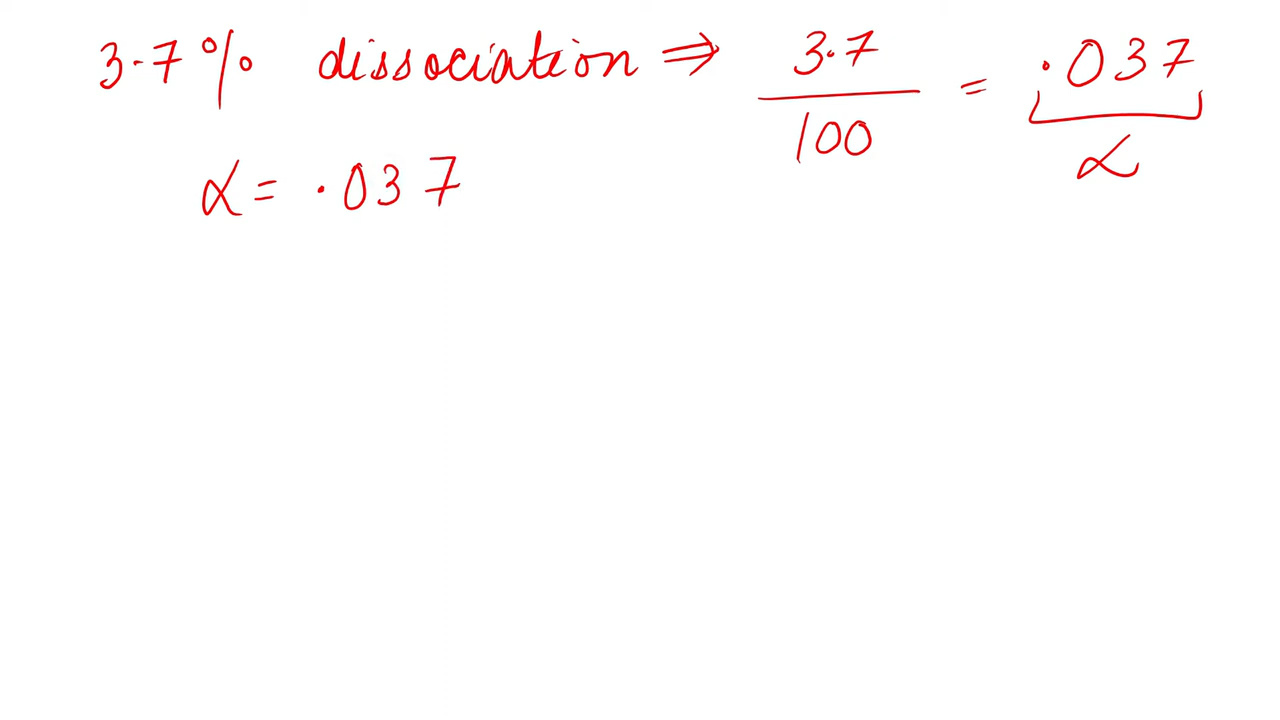 3.7% dissociation ⇒ 3.7/100 = .037
α
α = .037